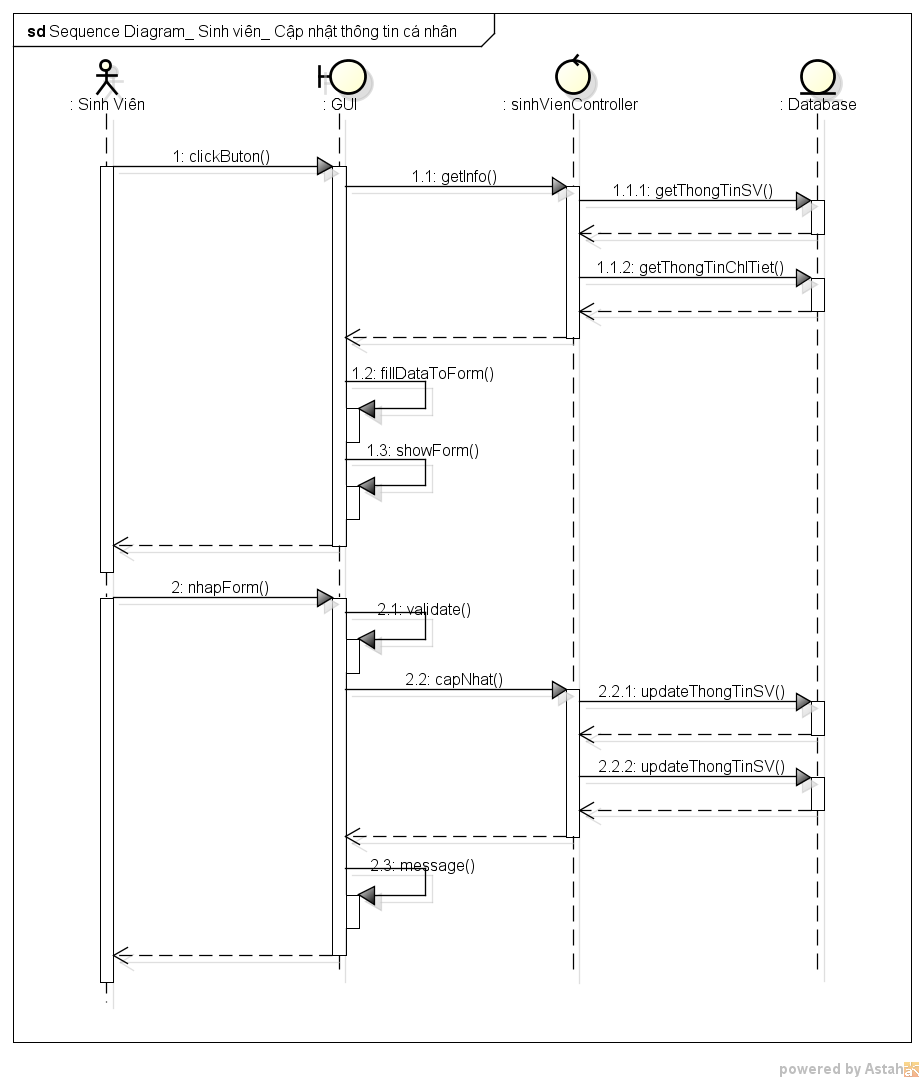 sd Sequence Diagram_ Sinh viên_ Cập nhật thông tin cá nhân
: Sinh Viên
: GUI
: sinhVienController
: Database
1: clickButon()
1.1: getInfo()
1.1.1: getThongTinSV()
1.1.2: getThongTinChITiet()
1.2: fillDataToForm()
1.3: showForm()
2: nhapForm()
2.1: validate()
2.2: capNhat()
2.2.1: updateThongTinSV()
2.2.2: updateThongTinSV()
2.3: message()
powered by Astah